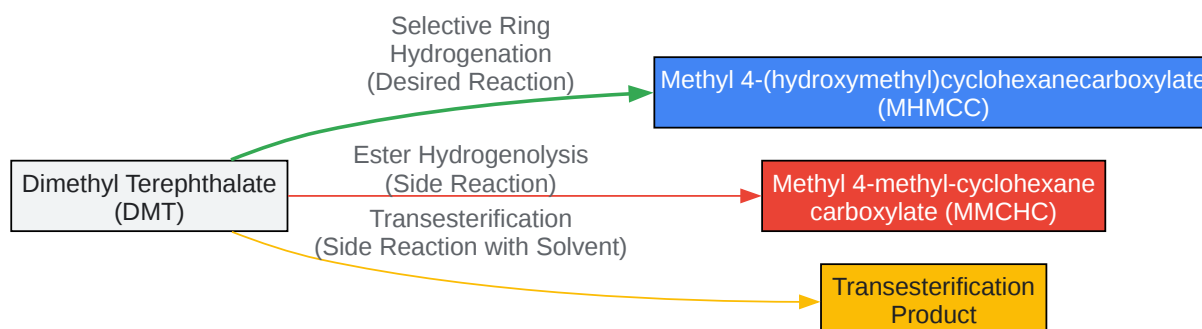 Selective Ring
Hydrogenation
(Desired Reaction)
Methyl 4-(hydroxymethyl)cyclohexanecarboxylate
(MHMCC)
Dimethyl Terephthalate
(DMT)
Ester Hydrogenolysis
(Side Reaction)
Methyl 4-methyl-cyclohexane
carboxylate (MMCHC)
Transesterification
(Side Reaction with Solvent)
Transesterification
Product